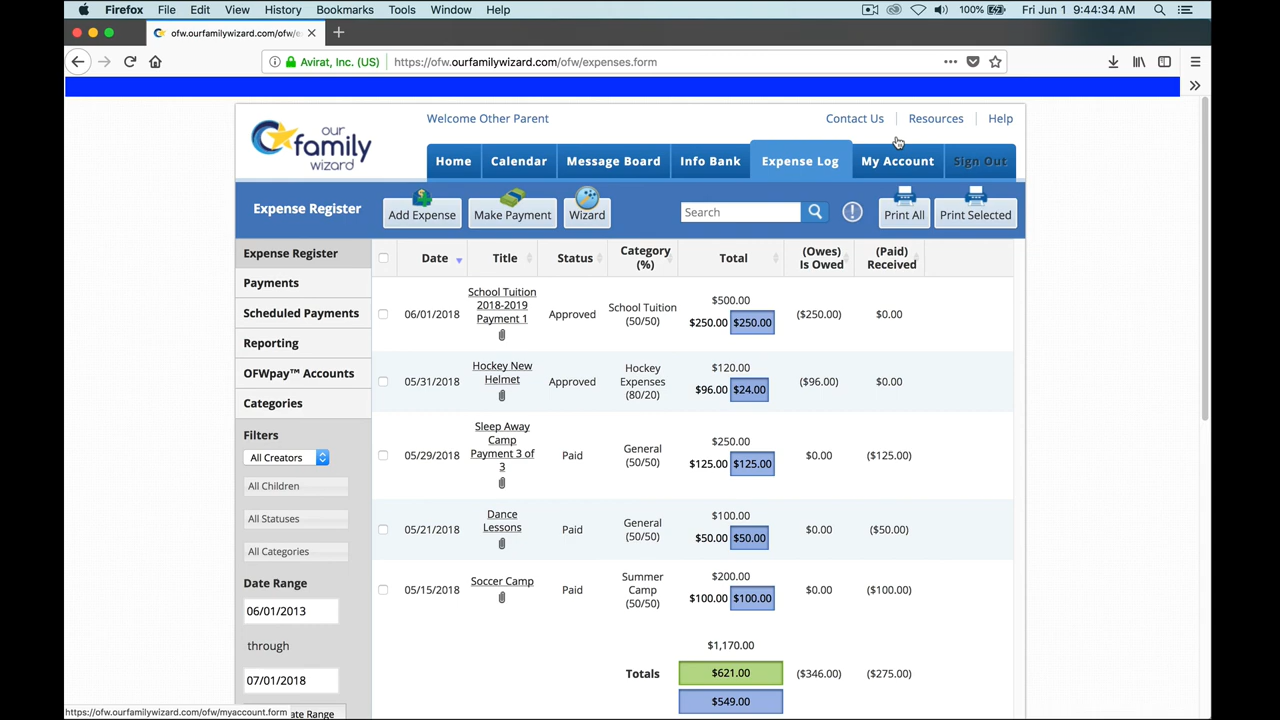 Firefox File Edit View History Bookmarks Tools Window Help 100% Fri Jun 1 9:44:34 AM
ofw.ourfamilywizard.com/ofw/e
Avirat, Inc. (US) https://ofw.ourfamilywizard.com/ofw/expenses.form
our family wizard
Welcome Other Parent
Contact Us Resources Help
Home Calendar Message Board Info Bank Expense Log My Account Sign Out
Expense Register
Add Expense Make Payment Wizard Search Print All Print Selected
Expense Register
Payments
Scheduled Payments
Reporting
OFWpay™ Accounts
Categories
Filters
All Creators
All Children
All Statuses
All Categories
Date Range
06/01/2013
through
07/01/2018
ate Range
Date Title Status Category (%) Total (Owes) Is Owed (Paid) Received
06/01/2018 School Tuition 2018-2019 Payment 1 Approved School Tuition (50/50) $500.00 $250.00 $250.00 ($250.00) $0.00
05/31/2018 Hockey New Helmet Approved Hockey Expenses (80/20) $120.00 $96.00 $24.00 ($96.00) $0.00
05/29/2018 Sleep Away Camp Payment 3 of 3 Paid General (50/50) $250.00 $125.00 $125.00 $0.00 ($125.00)
05/21/2018 Dance Lessons Paid General (50/50) $100.00 $50.00 $50.00 $0.00 ($50.00)
05/15/2018 Soccer Camp Paid Summer Camp (50/50) $200.00 $100.00 $100.00 $0.00 ($100.00)
$1,170.00
Totals $621.00 ($346.00) ($275.00)
$549.00
https://ofw.ourfamilywizard.com/ofw/myaccount.form